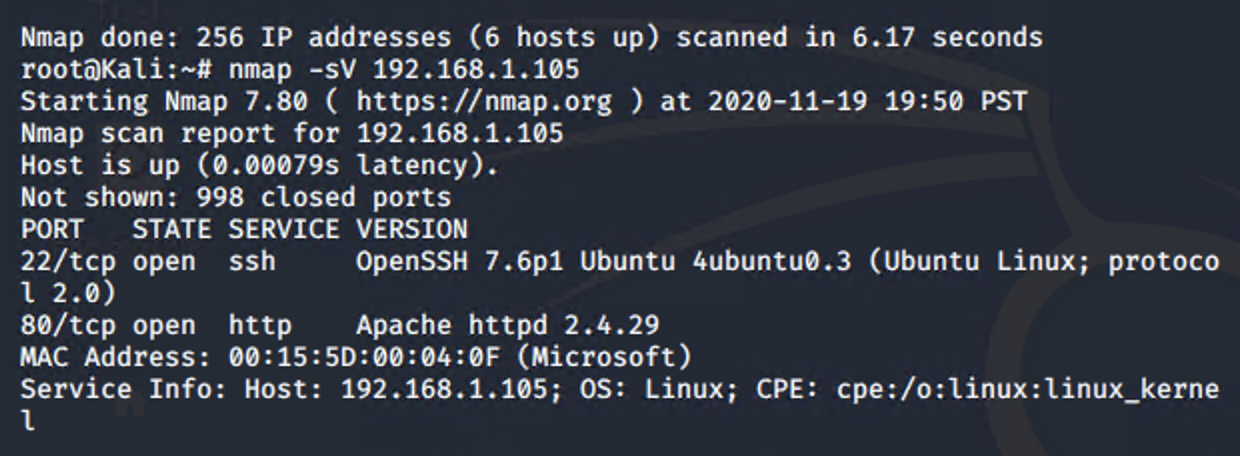 Nmap done: 256 IP addresses (6 hosts up) scanned in 6.17 seconds
root@Kali:~# nmap -sV 192.168.1.105
Starting Nmap 7.80 ( https://nmap.org ) at 2020-11-19 19:50 PST
Nmap scan report for 192.168.1.105
Host is up (0.00079s latency).
Not shown: 998 closed ports
PORT   STATE SERVICE VERSION
22/tcp open  ssh     OpenSSH 7.6p1 Ubuntu 4ubuntu0.3 (Ubuntu Linux; protoco
l 2.0)
80/tcp open  http    Apache httpd 2.4.29
MAC Address: 00:15:5D:00:04:0F (Microsoft)
Service Info: Host: 192.168.1.105; OS: Linux; CPE: cpe:/o:linux:linux_kerne
l